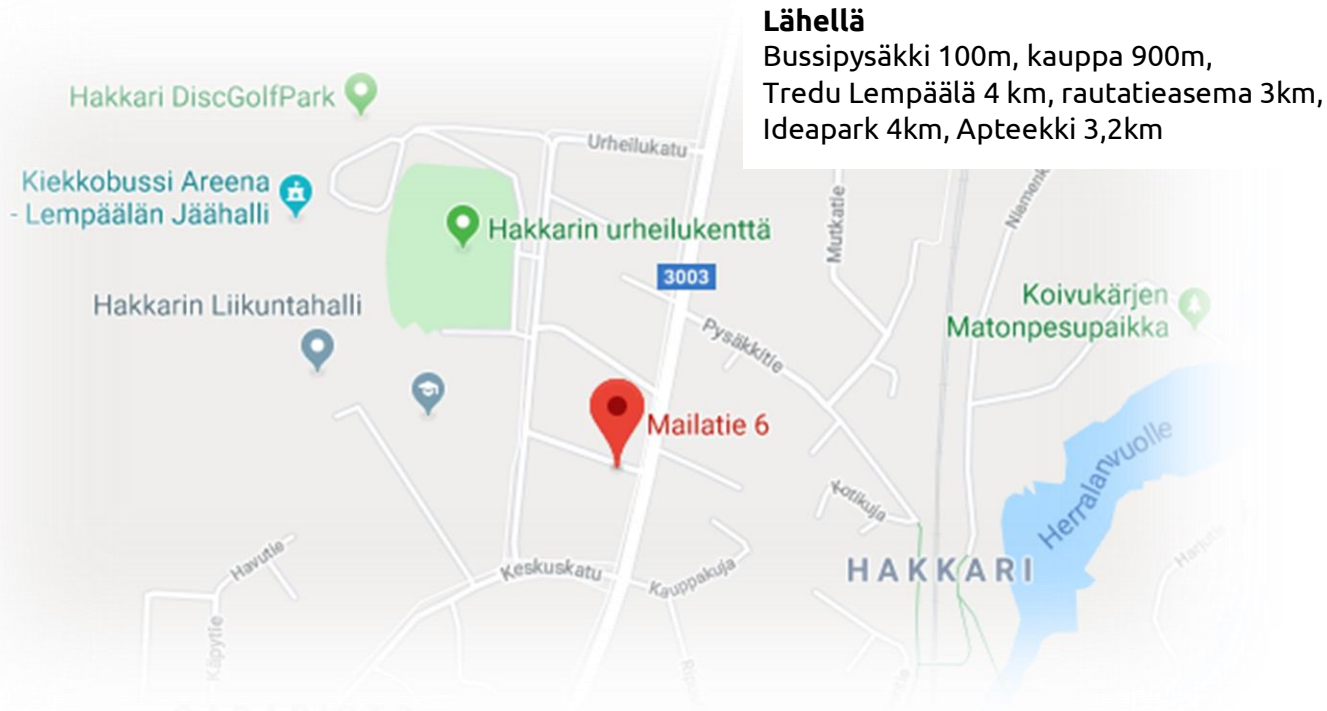 Lähellä
Bussipysäkki 100m, kauppa 900m,
Tredu Lempäälä 4 km, rautatieasema 3km,
Ideapark 4km, Apteekki 3,2km
Hakkari DiscGolfPark
Urheilukatu
Kiekkobussi Areena
- Lempäälän Jäähalli
Mutkatie
Hakkarin urheilukenttä
3003
Hakkarin Liikuntahalli
Koivukärjen
Matonpesupaikka
Pysäkkitie
Mailatie 6
Herralanvuolle
Kotikuja
Havutie
Keskuskatu
Kauppakuja
HAKKARI
Harjutie
Käpytie